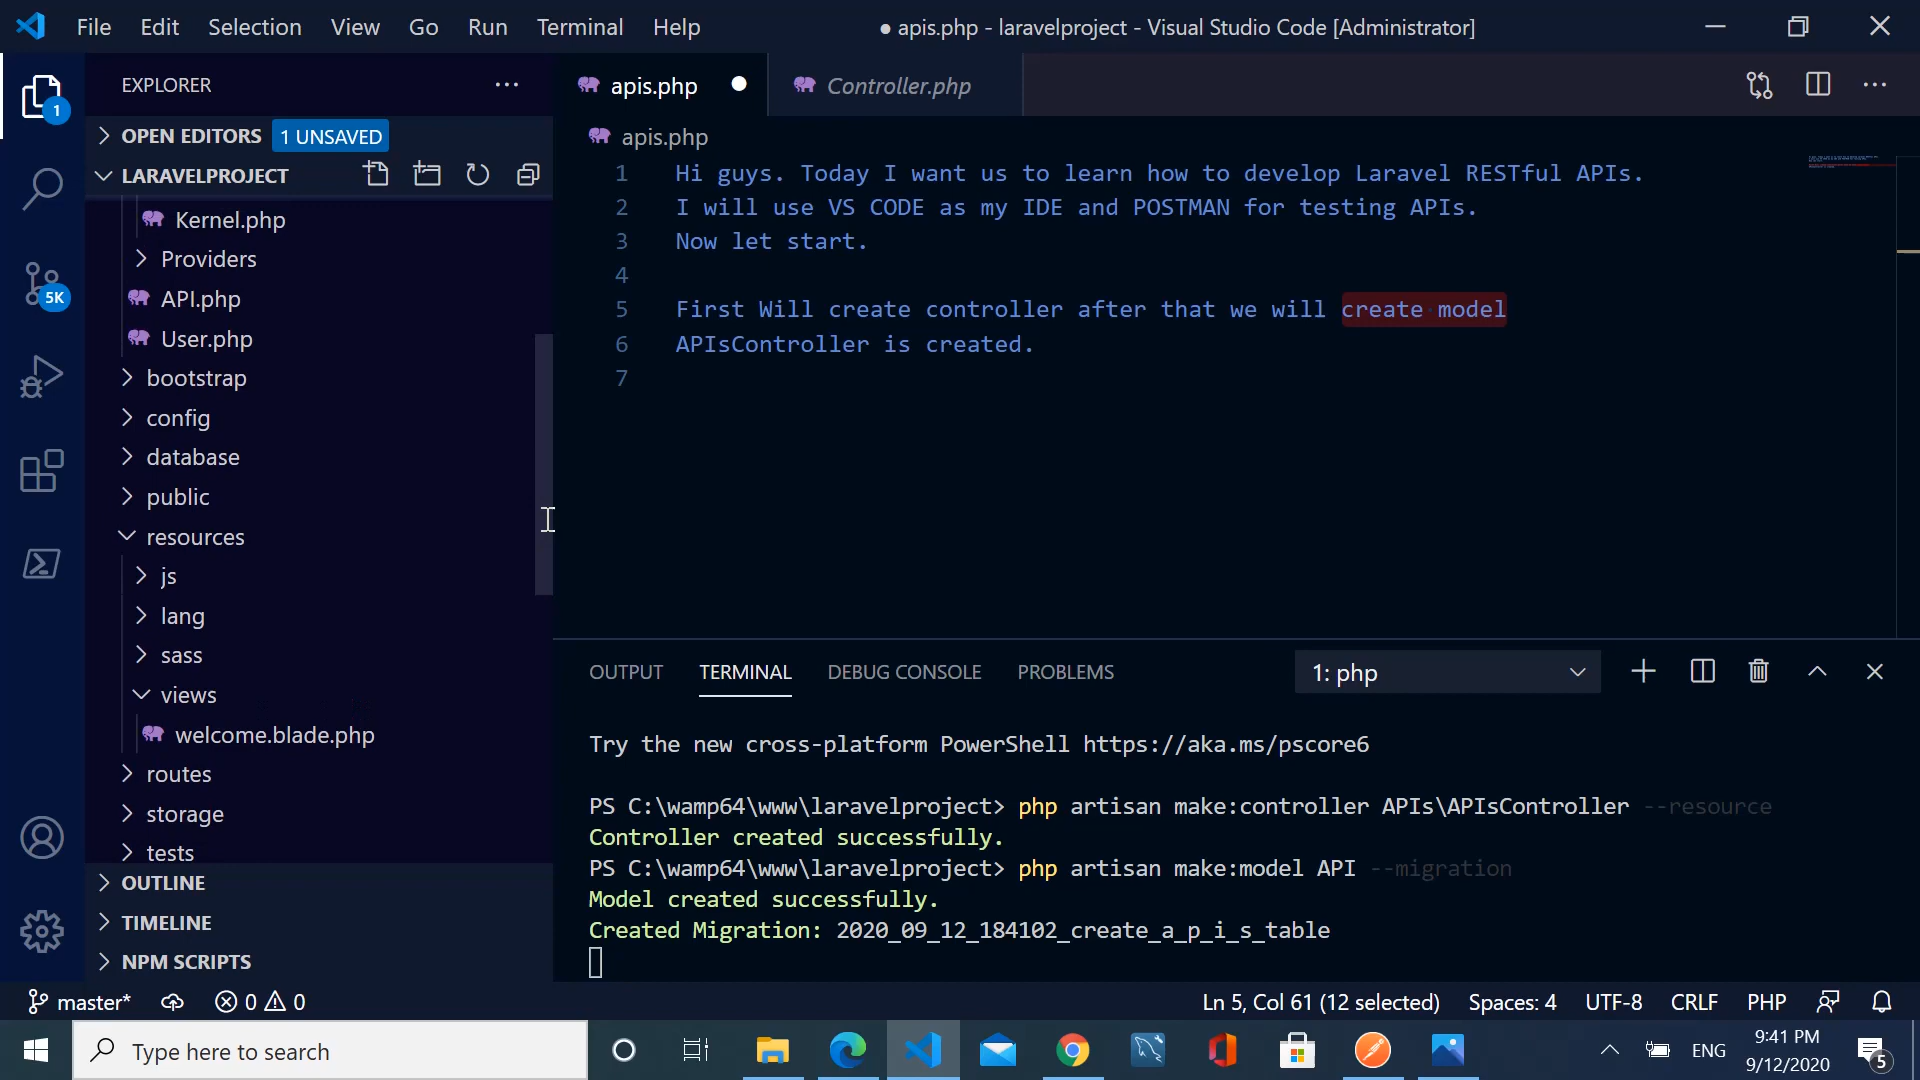 File Edit Selection View Go Run Terminal Help ● apis.php - laravelproject - Visual Studio Code [Administrator]
EXPLORER
apis.php
Controller.php
1
OPEN EDITORS 1 UNSAVED
LARAVELPROJECT
Kernel.php
Providers
API.php
User.php
bootstrap
config
database
public
resources
js
lang
sass
views
welcome.blade.php
routes
storage
tests
OUTLINE
TIMELINE
NPM SCRIPTS
5K
apis.php
1 Hi guys. Today I want us to learn how to develop Laravel RESTful APIs.
2 I will use VS CODE as my IDE and POSTMAN for testing APIs.
3 Now let start.
4
5 First Will create controller after that we will create model
6 APIsController is created.
7
OUTPUT TERMINAL DEBUG CONSOLE PROBLEMS 1: php
Try the new cross-platform PowerShell https://aka.ms/pscore6
PS C:\wamp64\www\laravelproject> php artisan make:controller APIs\APIsController --resource
Controller created successfully.
PS C:\wamp64\www\laravelproject> php artisan make:model API --migration
Model created successfully.
Created Migration: 2020_09_12_184102_create_a_p_i_s_table
master* 0 0 Ln 5, Col 61 (12 selected) Spaces: 4 UTF-8 CRLF PHP
Type here to search
ENG
9:41 PM
9/12/2020
5